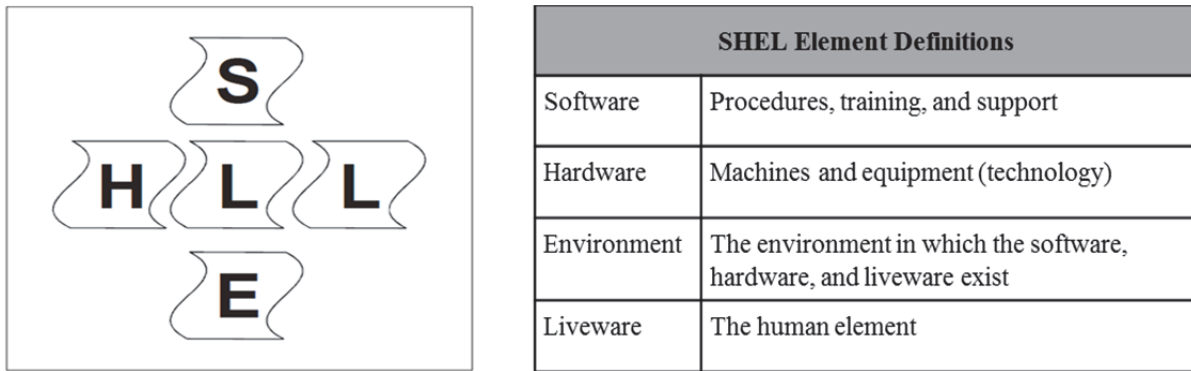 S
H L L
E
SHEL Element Definitions
Software Procedures, training, and support
Hardware Machines and equipment (technology)
Environment The environment in which the software,
hardware, and liveware exist
Liveware The human element